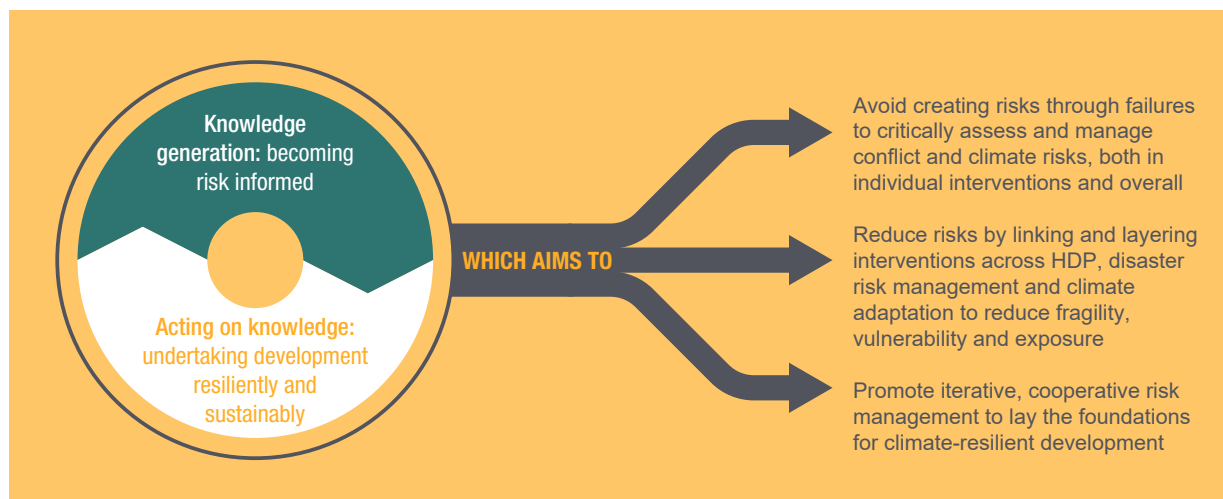 Knowledge
generation: becoming
risk informed
Acting on knowledge:
undertaking development
resiliently and
sustainably
WHICH AIMS TO
Avoid creating risks through failures
to critically assess and manage
conflict and climate risks, both in
individual interventions and overall
Reduce risks by linking and layering
interventions across HDP, disaster
risk management and climate
adaptation to reduce fragility,
vulnerability and exposure
Promote iterative, cooperative risk
management to lay the foundations
for climate-resilient development